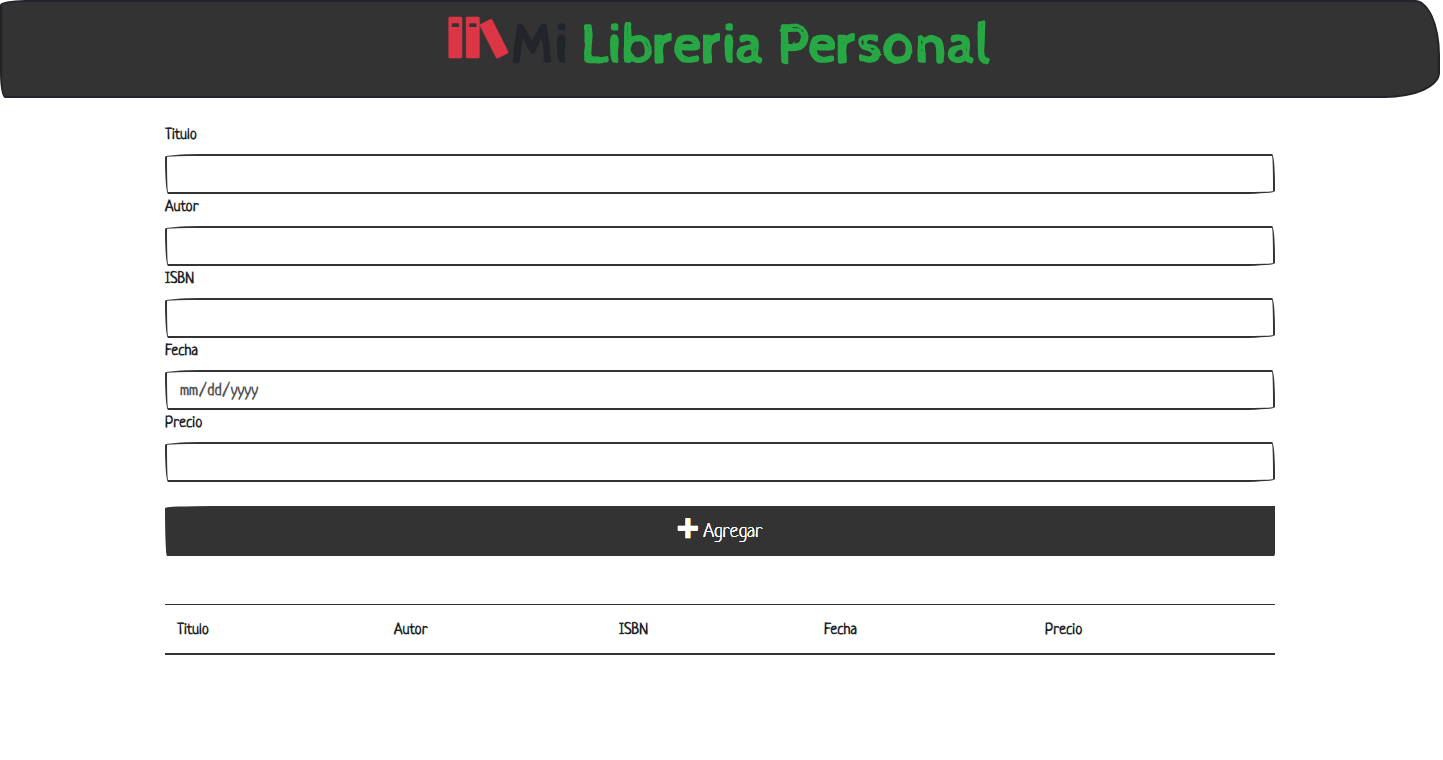 Mi Libreria Personal
Titulo
Autor
ISBN
Fecha
mm/dd/yyyy
Precio
Agregar
Titulo Autor ISBN Fecha Precio